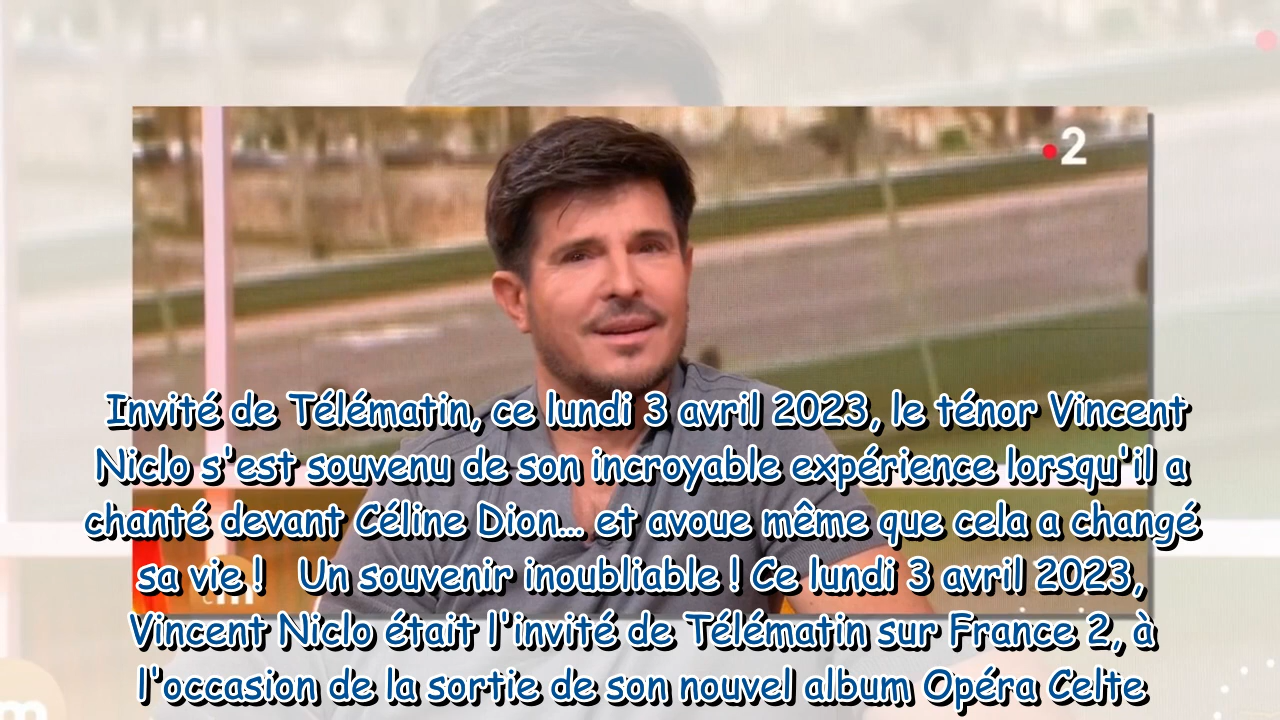 2
Invité de Télématin, ce lundi 3 avril 2023, le ténor Vincent
Niclo s'est souvenu de son incroyable expérience lorsqu'il a
chanté devant Céline Dion... et avoue même que cela a changé
sa vie ! Un souvenir inoubliable ! Ce lundi 3 avril 2023,
Vincent Niclo était l'invité de Télématin sur France 2, à
l'occasion de la sortie de son nouvel album Opéra Celte